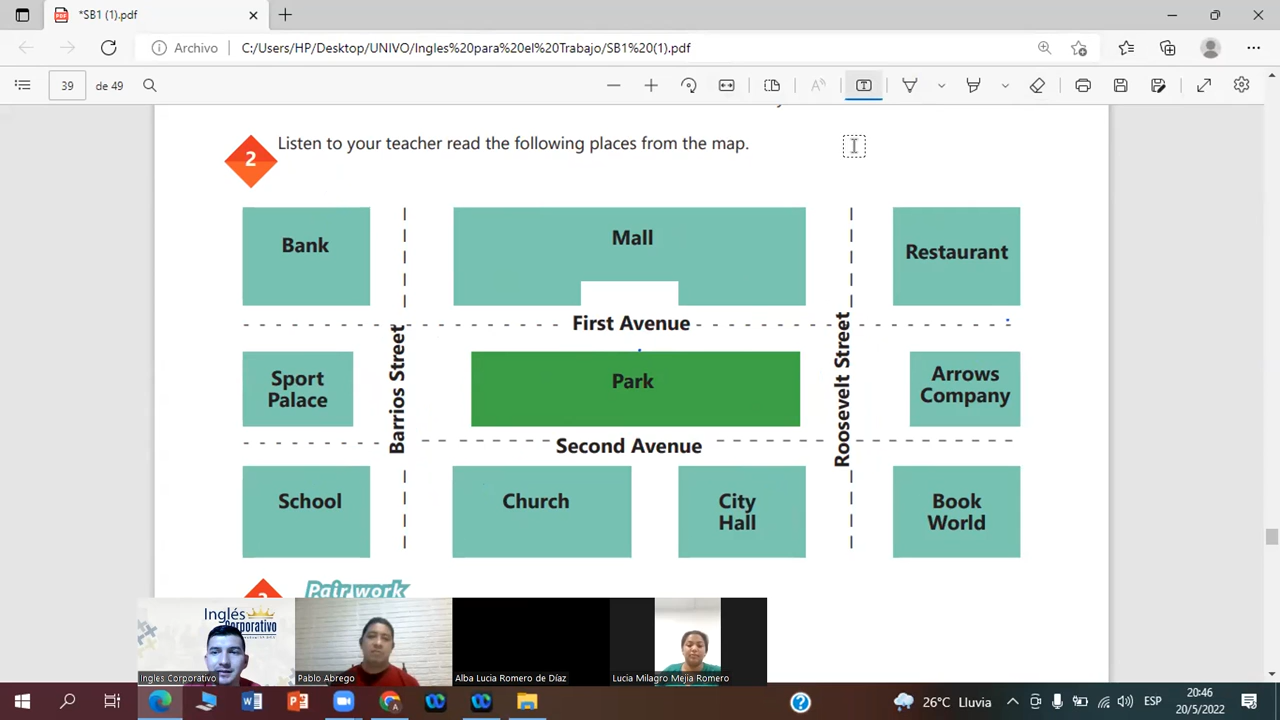 *SB1 (1).pdf
Archivo
C:/Users/HP/Desktop/UNIVO/Ingles%20para%20el%20Trabajo/SB1%20(1).pdf
39 de 49
2
Listen to your teacher read the following places from the map.
Bank
Mall
Restaurant
First Avenue
Barrios Street
Roosevelt Street
Sport
Palace
Park
Arrows
Company
Second Avenue
School
Church
City
Hall
Book
World
Pair work
Inglés
Corporativo
Ingles Corporativo
Pablo Abrego
Alba Lucia Romero de Díaz
Lucia Milagro Mejia Romero
26°C Lluvia
ESP
20:46
20/5/2022